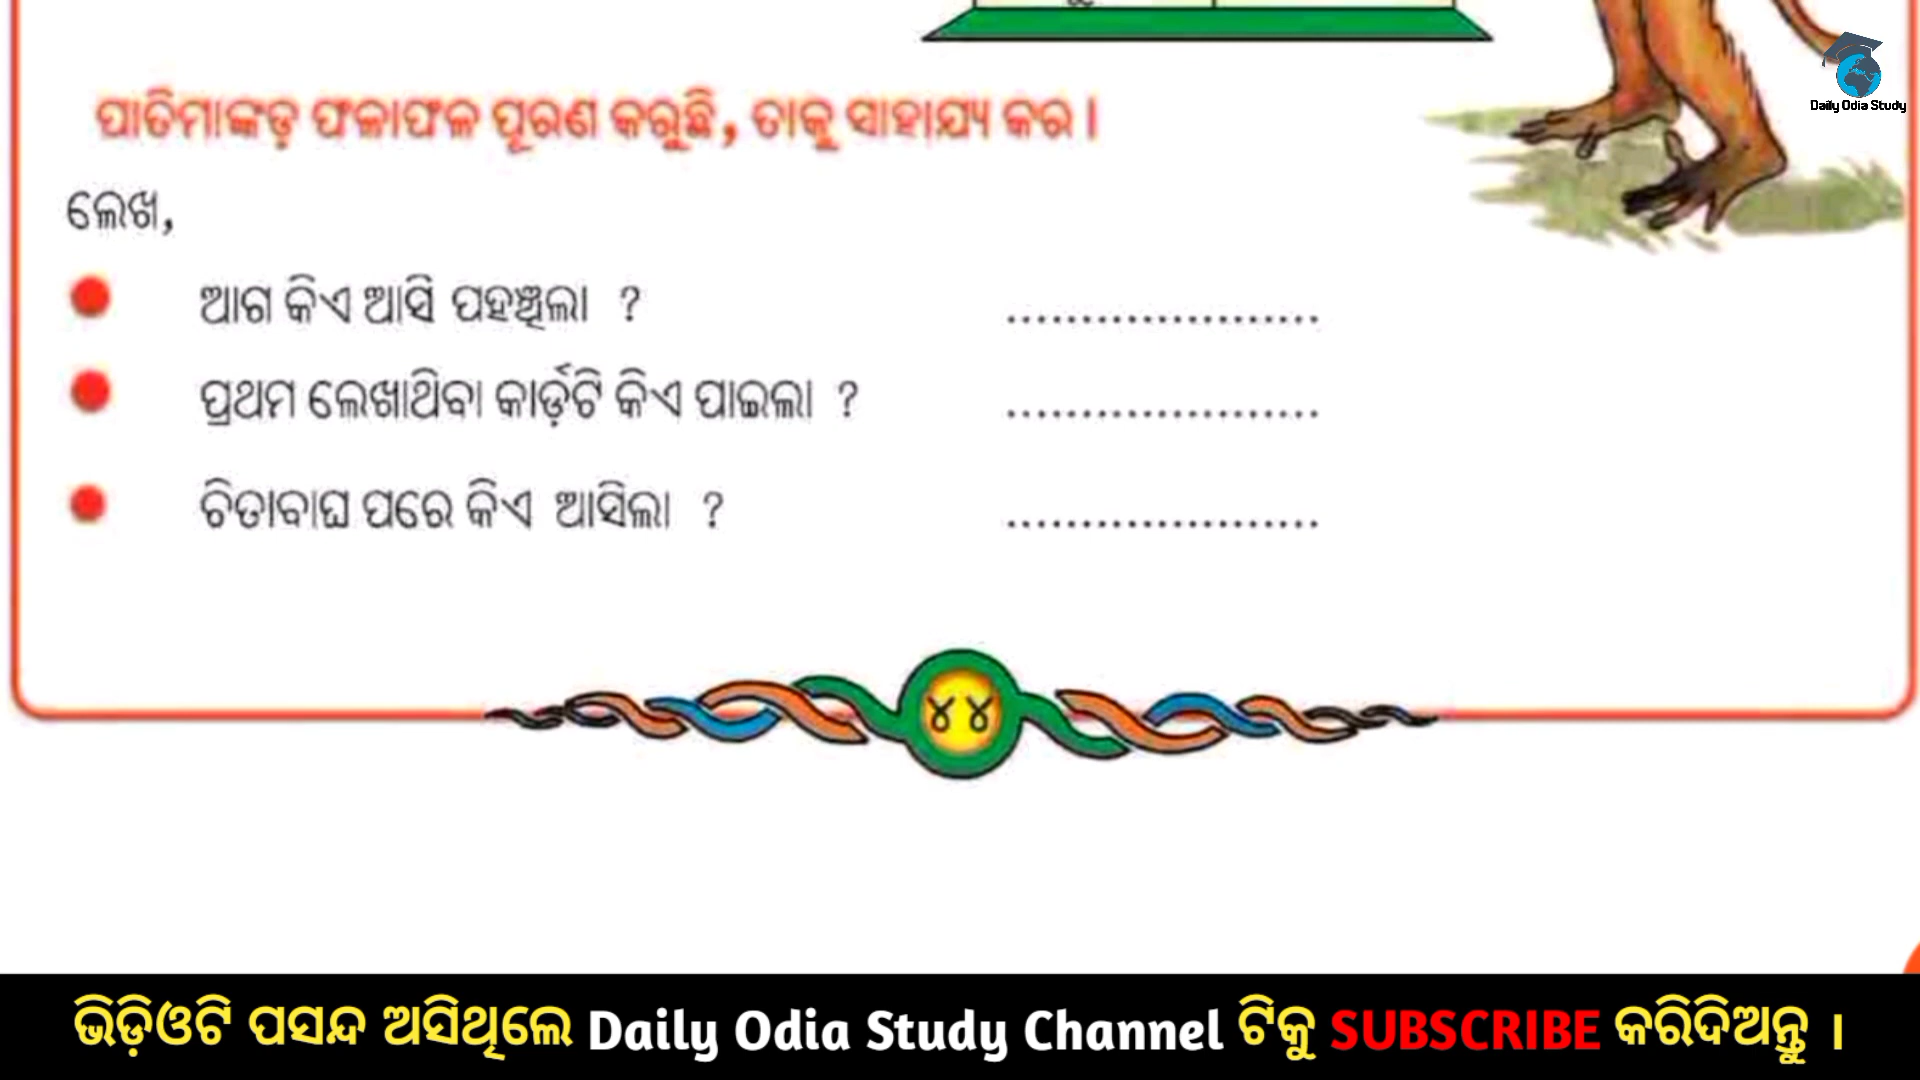 Daily Odia Study
ପାତିମାଙ୍କଡ଼ ଫଳାଫଳ ପୂରଣ କରୁଛି, ତାକୁ ସାହାଯ୍ୟ କର ।
ଲେଖ,
ଆଗ କିଏ ଆସି ପହଞ୍ଚିଲା ? .....................
ପ୍ରଥମ ଲେଖାଥିବା କାର୍ଡ଼ଟି କିଏ ପାଇଲା ? .....................
ଚିତାବାଘ ପରେ କିଏ ଆସିଲା ? .....................
୪୪
ଭିଡ଼ିଓଟି ପସନ୍ଦ ଅସିଥିଲେ Daily Odia Study Channel ଟିକୁ SUBSCRIBE କରିଦିଅନ୍ତୁ ।